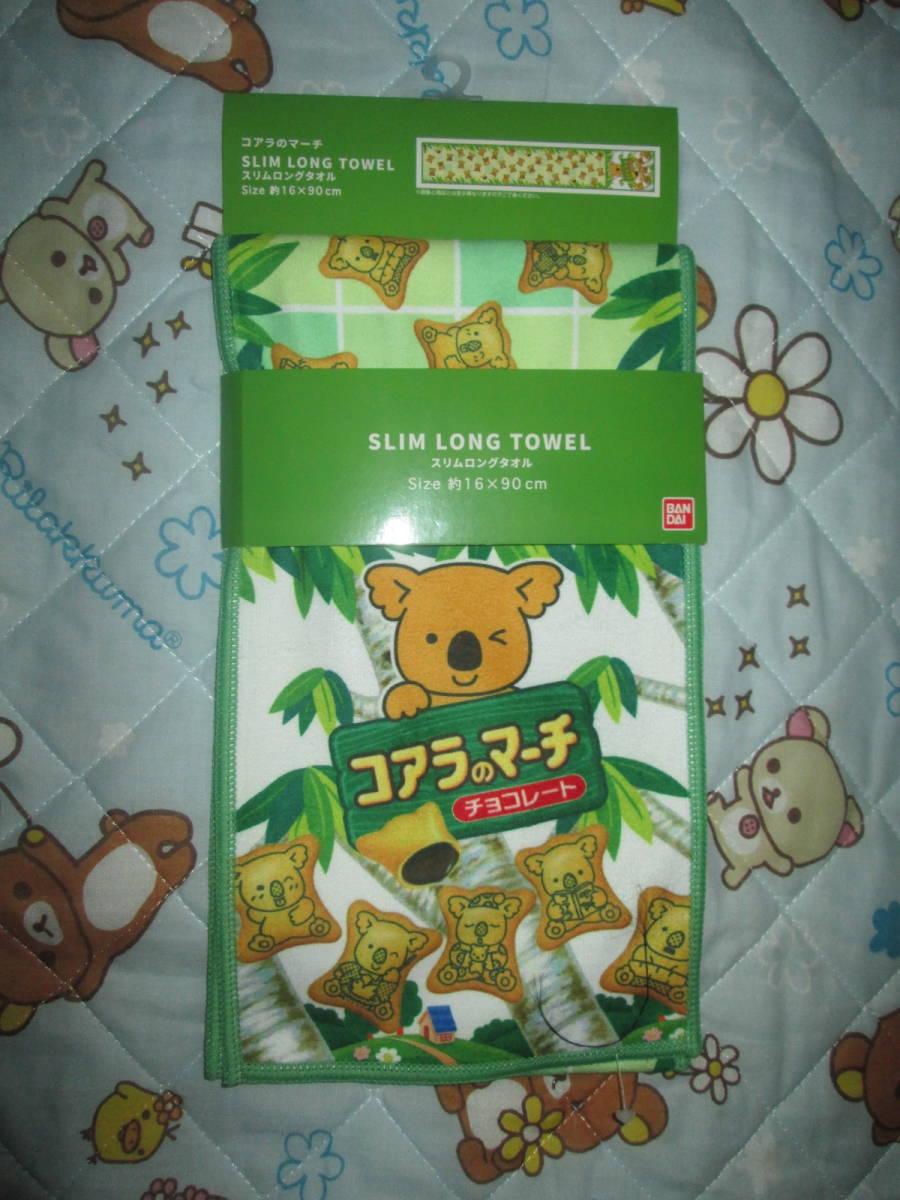 コアラのマーチ
SLIM LONG TOWEL
スリムロングタオル
Size 約16×90cm
SLIM LONG TOWEL
スリムロングタオル
Size 約16×90cm
BAN
DAI
コアラのマーチ
チョコレート
Rilakkuma®